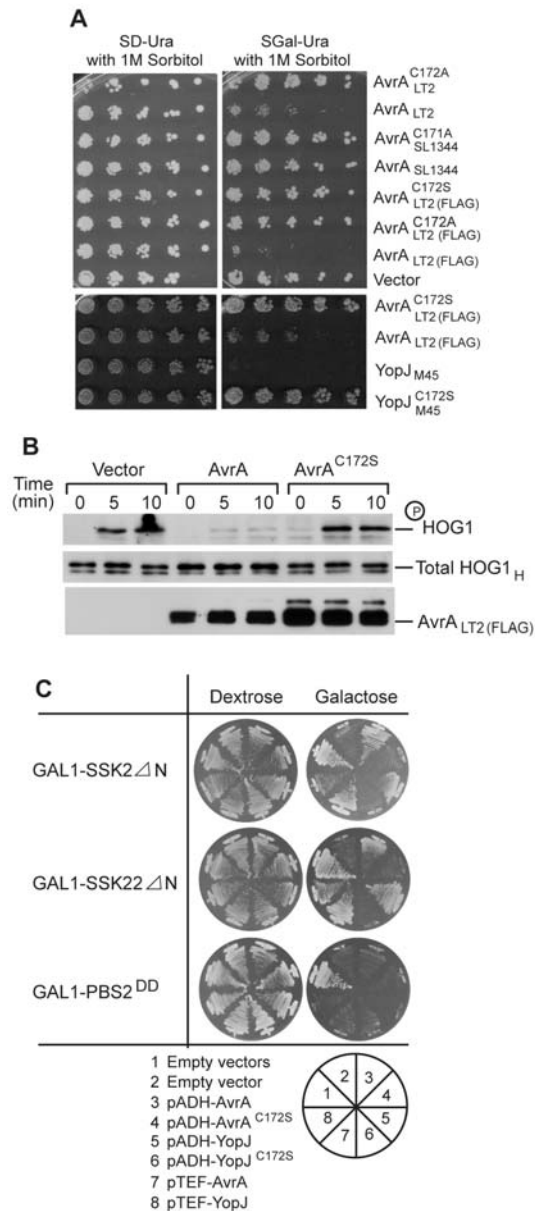 A
SD-Ura
with 1M Sorbitol
SGal-Ura
with 1M Sorbitol
AvrA C172A LT2
AvrA LT2
AvrA C171A SL1344
AvrA SL1344
AvrA C172S LT2 (FLAG)
AvrA C172A LT2 (FLAG)
AvrA LT2 (FLAG)
Vector
AvrA C172S LT2 (FLAG)
AvrA LT2 (FLAG)
YopJ M45
YopJ C172S M45
B
Vector AvrA AvrA C172S
Time (min) 0 5 10 0 5 10 0 5 10
P
HOG1
Total HOG1 H
AvrA LT2 (FLAG)
C
Dextrose Galactose
GAL1-SSK2⊿N
GAL1-SSK22⊿N
GAL1-PBS2 DD
1 Empty vectors
2 Empty vector
3 pADH-AvrA
4 pADH-AvrA C172S
5 pADH-YopJ
6 pADH-YopJ C172S
7 pTEF-AvrA
8 pTEF-YopJ
1 2 3 4 5 6 7 8